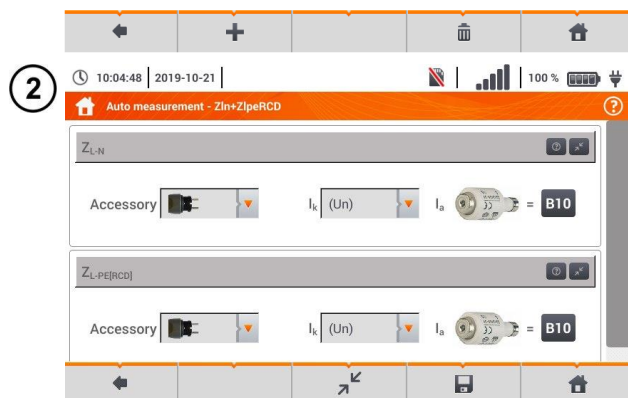 2
10:04:48 2019-10-21 100 %
Auto measurement - Zln+ZlpeRCD ?
ZL-N ?
Accessory Ik (Un) Ia = B10
ZL-PE[RCD] ?
Accessory Ik (Un) Ia = B10